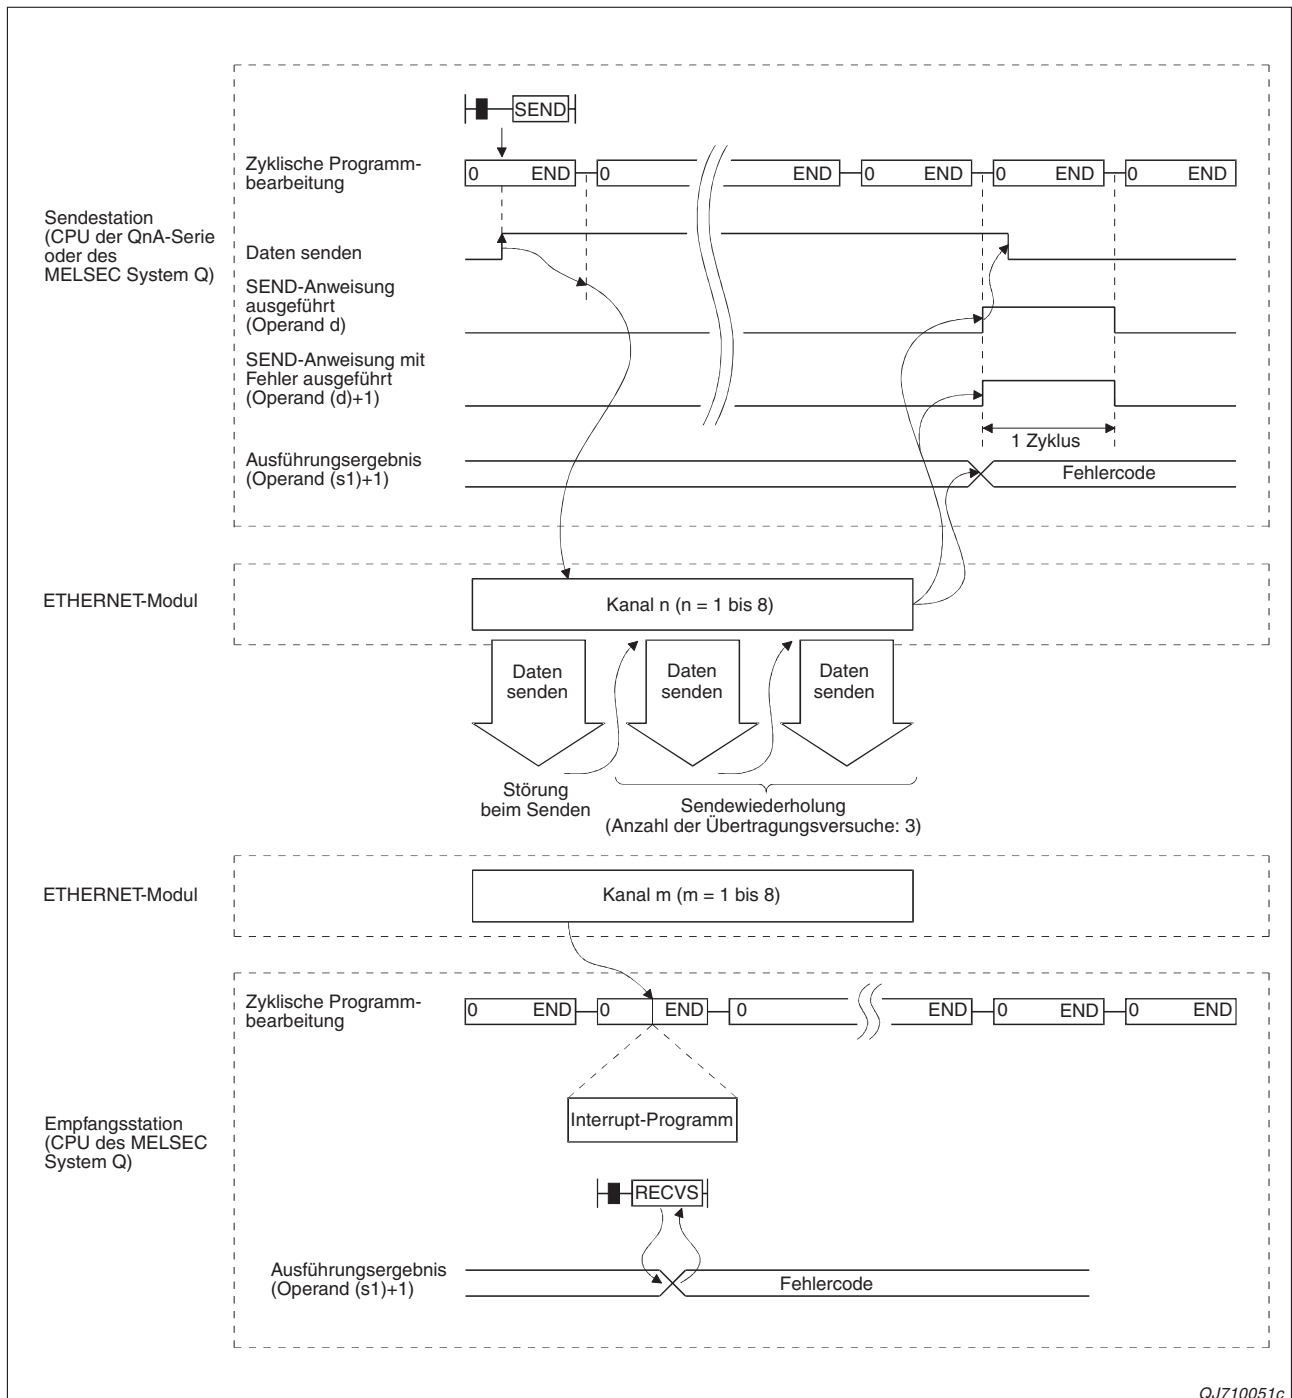 SEND
Zyklische Programm-
bearbeitung
0 END 0 END 0 END 0 END 0 END
Sendestation
(CPU der QnA-Serie
oder des
MELSEC System Q)
Daten senden
SEND-Anweisung
ausgeführt
(Operand d)
SEND-Anweisung mit
Fehler ausgeführt
(Operand (d)+1)
1 Zyklus
Ausführungsergebnis
(Operand (s1)+1)
Fehlercode
ETHERNET-Modul
Kanal n (n = 1 bis 8)
Daten
senden
Daten
senden
Daten
senden
Störung
beim Senden
Sendewiederholung
(Anzahl der Übertragungsversuche: 3)
ETHERNET-Modul
Kanal m (m = 1 bis 8)
Zyklische Programm-
bearbeitung
0 END 0 END 0 END 0 END 0 END
Interrupt-Programm
Empfangsstation
(CPU des MELSEC
System Q)
RECVS
Ausführungsergebnis
(Operand (s1)+1)
Fehlercode
QJ710051c